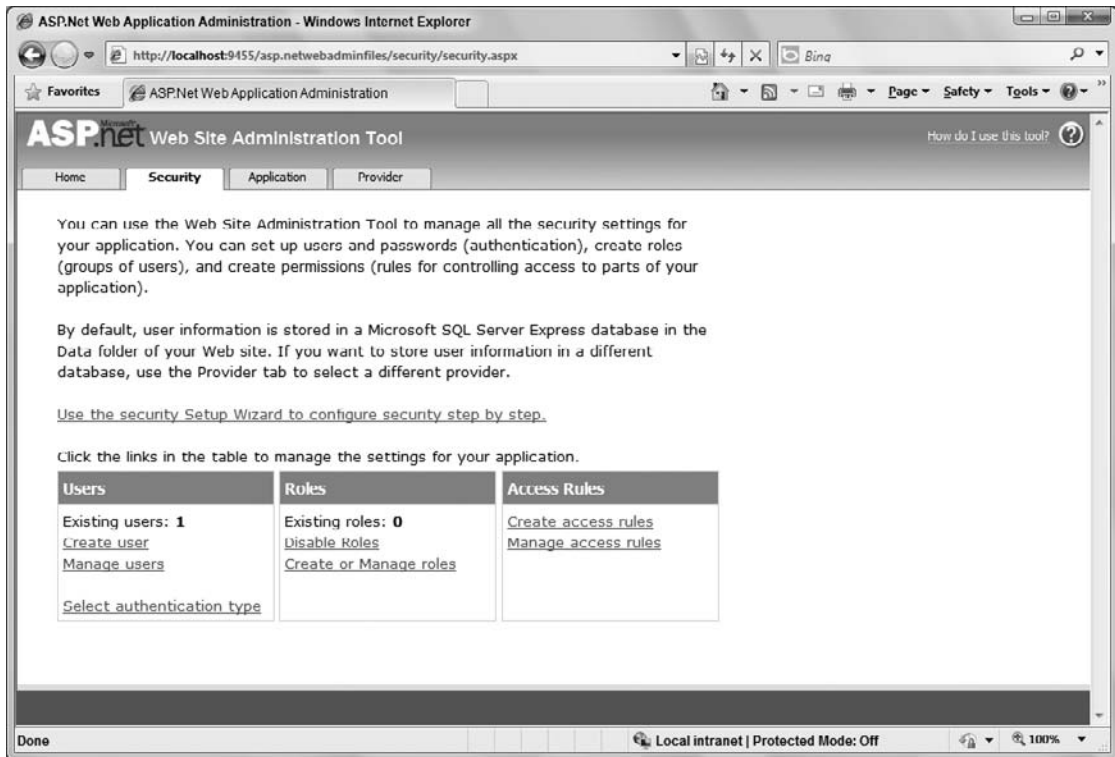 ASP.Net Web Application Administration - Windows Internet Explorer
http://localhost:9455/asp.netwebadminfiles/security/security.aspx
Bing
Favorites
ASP.Net Web Application Administration
Page
Safety
Tools
Microsoft
ASP.net Web Site Administration Tool
How do I use this tool?
Home
Security
Application
Provider
You can use the Web Site Administration Tool to manage all the security settings for
your application. You can set up users and passwords (authentication), create roles
(groups of users), and create permissions (rules for controlling access to parts of your
application).
By default, user information is stored in a Microsoft SQL Server Express database in the
Data folder of your Web site. If you want to store user information in a different
database, use the Provider tab to select a different provider.
Use the security Setup Wizard to configure security step by step.
Click the links in the table to manage the settings for your application.
Users
Existing users: 1
Create user
Manage users
Select authentication type
Roles
Existing roles: 0
Disable Roles
Create or Manage roles
Access Rules
Create access rules
Manage access rules
Done
Local intranet | Protected Mode: Off
100%